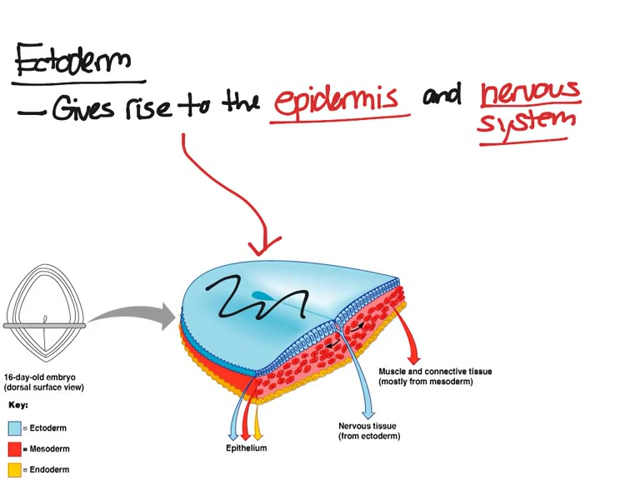 Ectoderm
– Gives rise to the epidermis and nervous
system
16-day-old embryo
(dorsal surface view)
Key:
= Ectoderm
= Mesoderm
= Endoderm
Epithelium
Nervous tissue
(from ectoderm)
Muscle and connective tissue
(mostly from mesoderm)